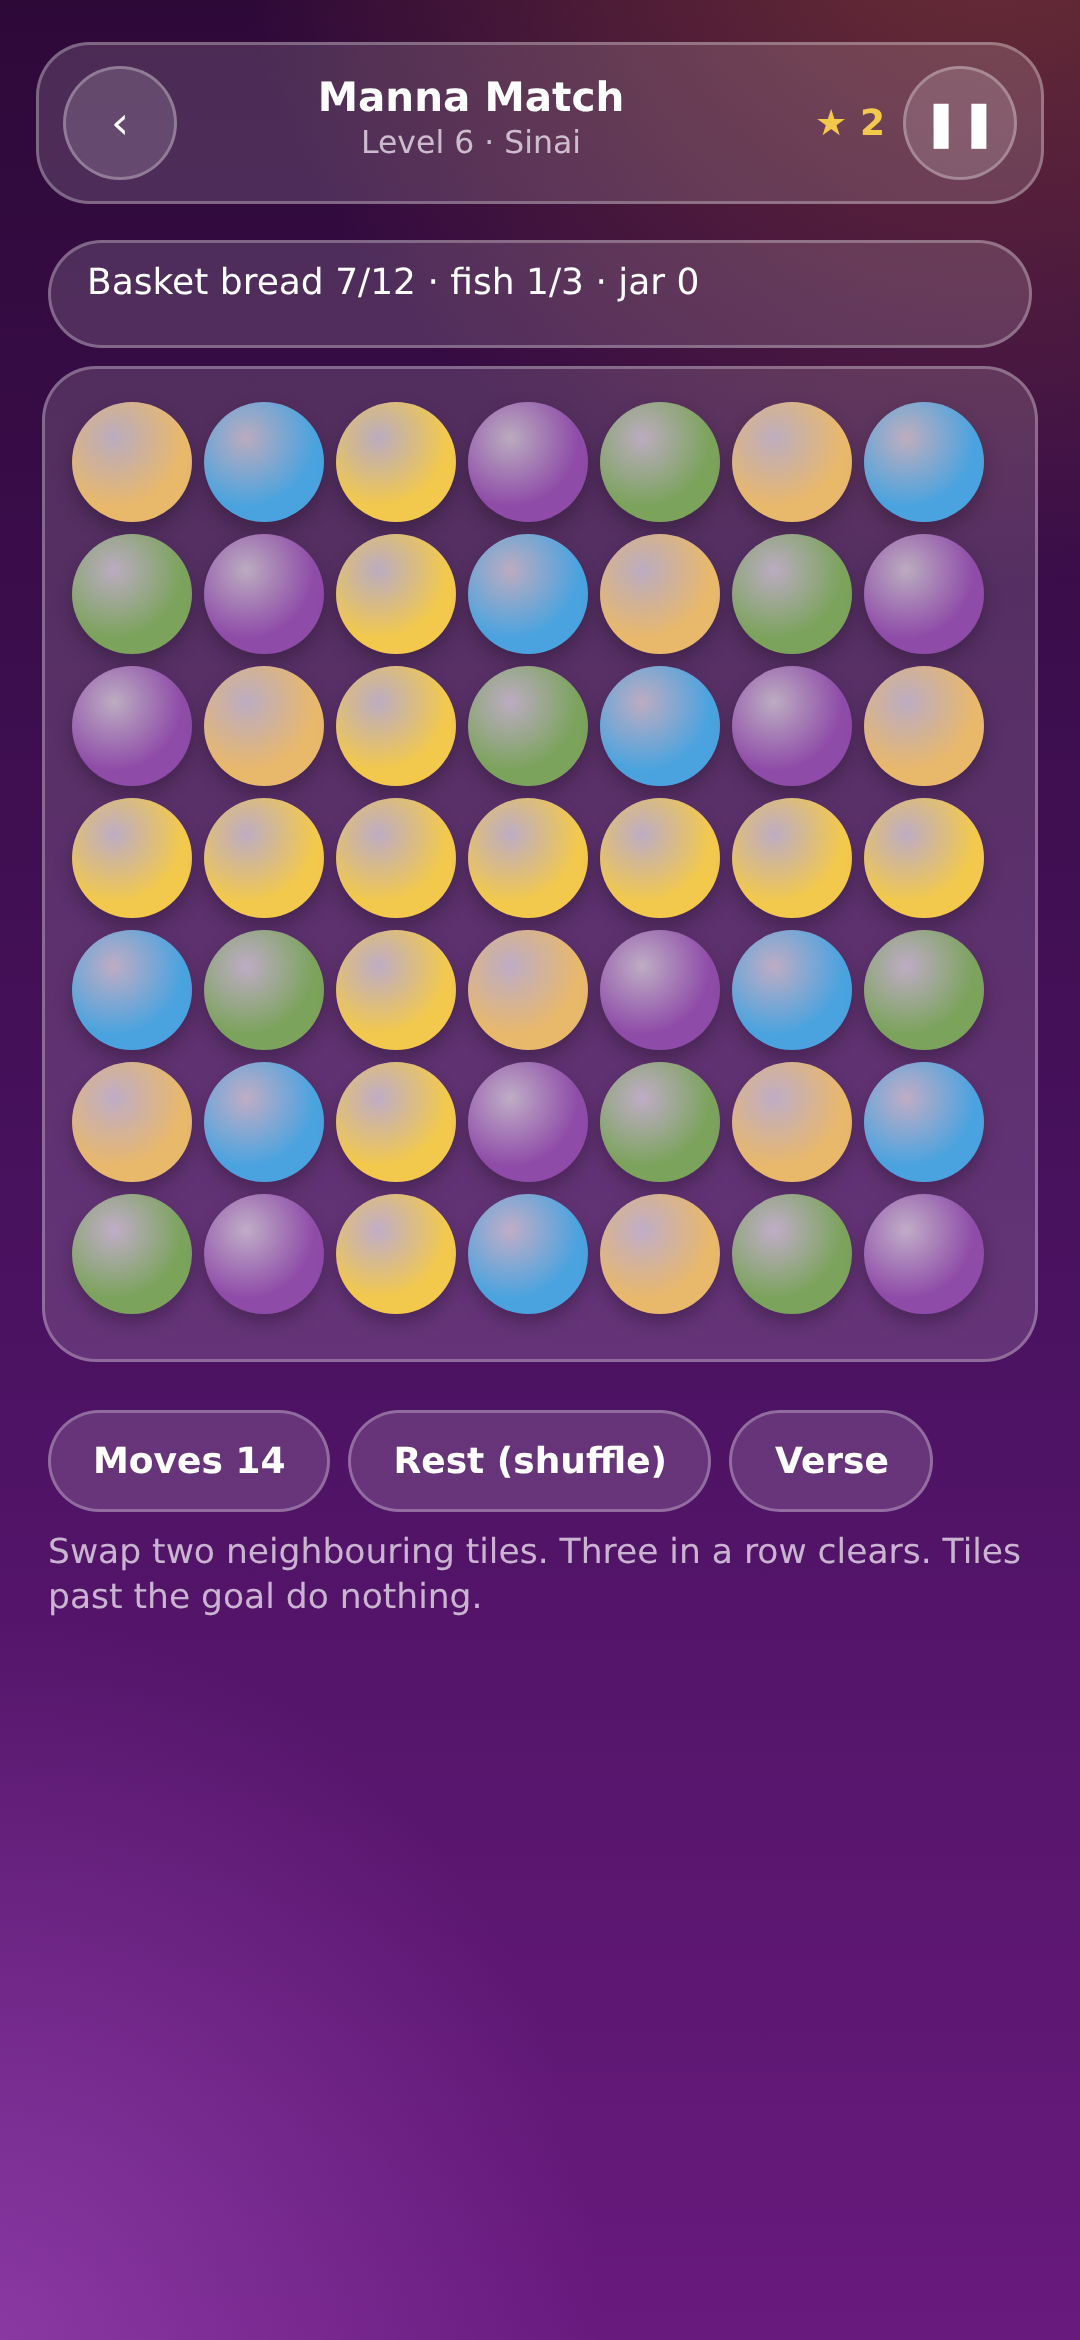 ‹
Manna Match
Level 6 · Sinai
★ 2
Basket bread 7/12 · fish 1/3 · jar 0
Moves 14
Rest (shuffle)
Verse
Swap two neighbouring tiles. Three in a row clears. Tiles
past the goal do nothing.